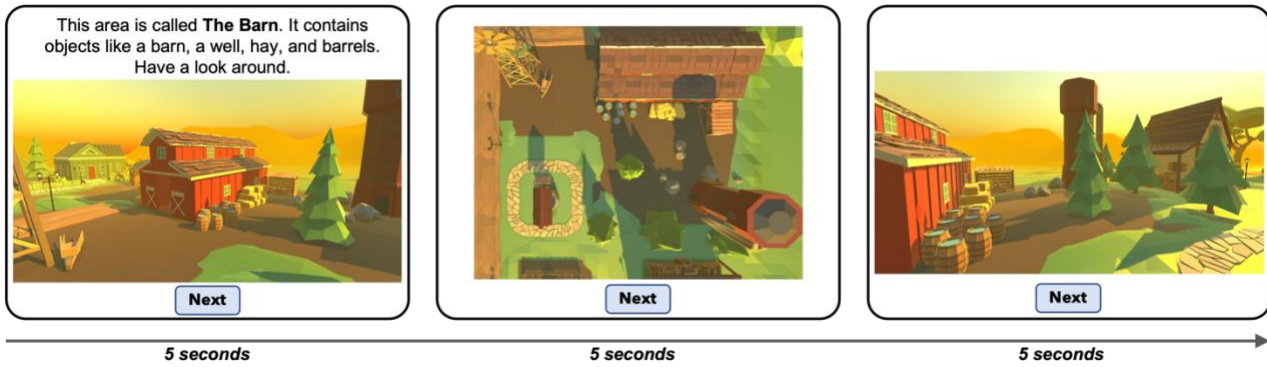 This area is called The Barn. It contains
objects like a barn, a well, hay, and barrels.
Have a look around.
Next
Next
Next
5 seconds
5 seconds
5 seconds